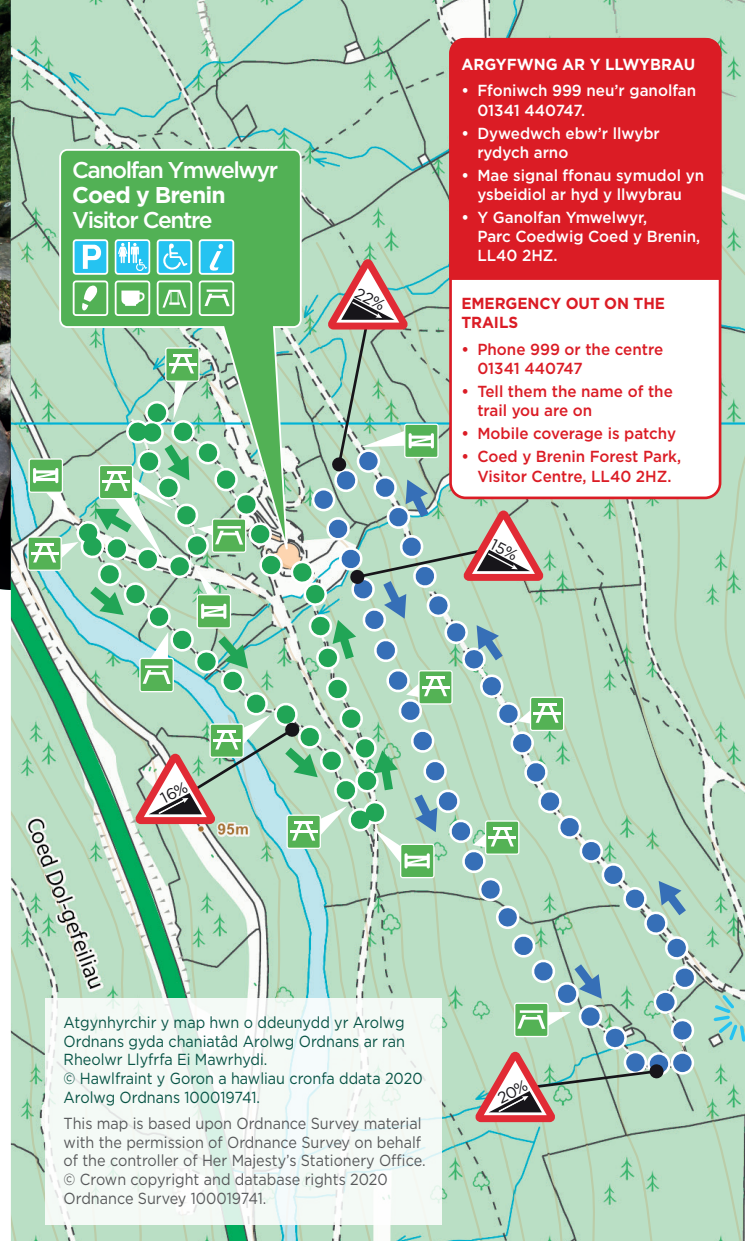 Canolfan Ymwelwyr
Coed y Brenin
Visitor Centre
P
i
ARGYFWNG AR Y LLWYBRAU
• Ffoniwch 999 neu'r ganolfan
01341 440747.
• Dywedwch ebw'r llwybr
rydych arno
• Mae signal ffonau symudol yn
ysbeidiol ar hyd y llwybrau
• Y Ganolfan Ymwelwyr,
Parc Coedwig Coed y Brenin,
LL40 2HZ.
EMERGENCY OUT ON THE
TRAILS
• Phone 999 or the centre
01341 440747
• Tell them the name of the
trail you are on
• Mobile coverage is patchy
• Coed y Brenin Forest Park,
Visitor Centre, LL40 2HZ.
22%
15%
16%
95m
20%
Coed Dol-gefeiliau
Atgynhyrchir y map hwn o ddeunydd yr Arolwg
Ordnans gyda chaniatâd Arolwg Ordnans ar ran
Rheolwr Llyfrfa Ei Mawrhydi.
© Hawlfraint y Goron a hawliau cronfa ddata 2020
Arolwg Ordnans 100019741.
This map is based upon Ordnance Survey material
with the permission of Ordnance Survey on behalf
of the controller of Her Majesty's Stationery Office.
© Crown copyright and database rights 2020
Ordnance Survey 100019741.